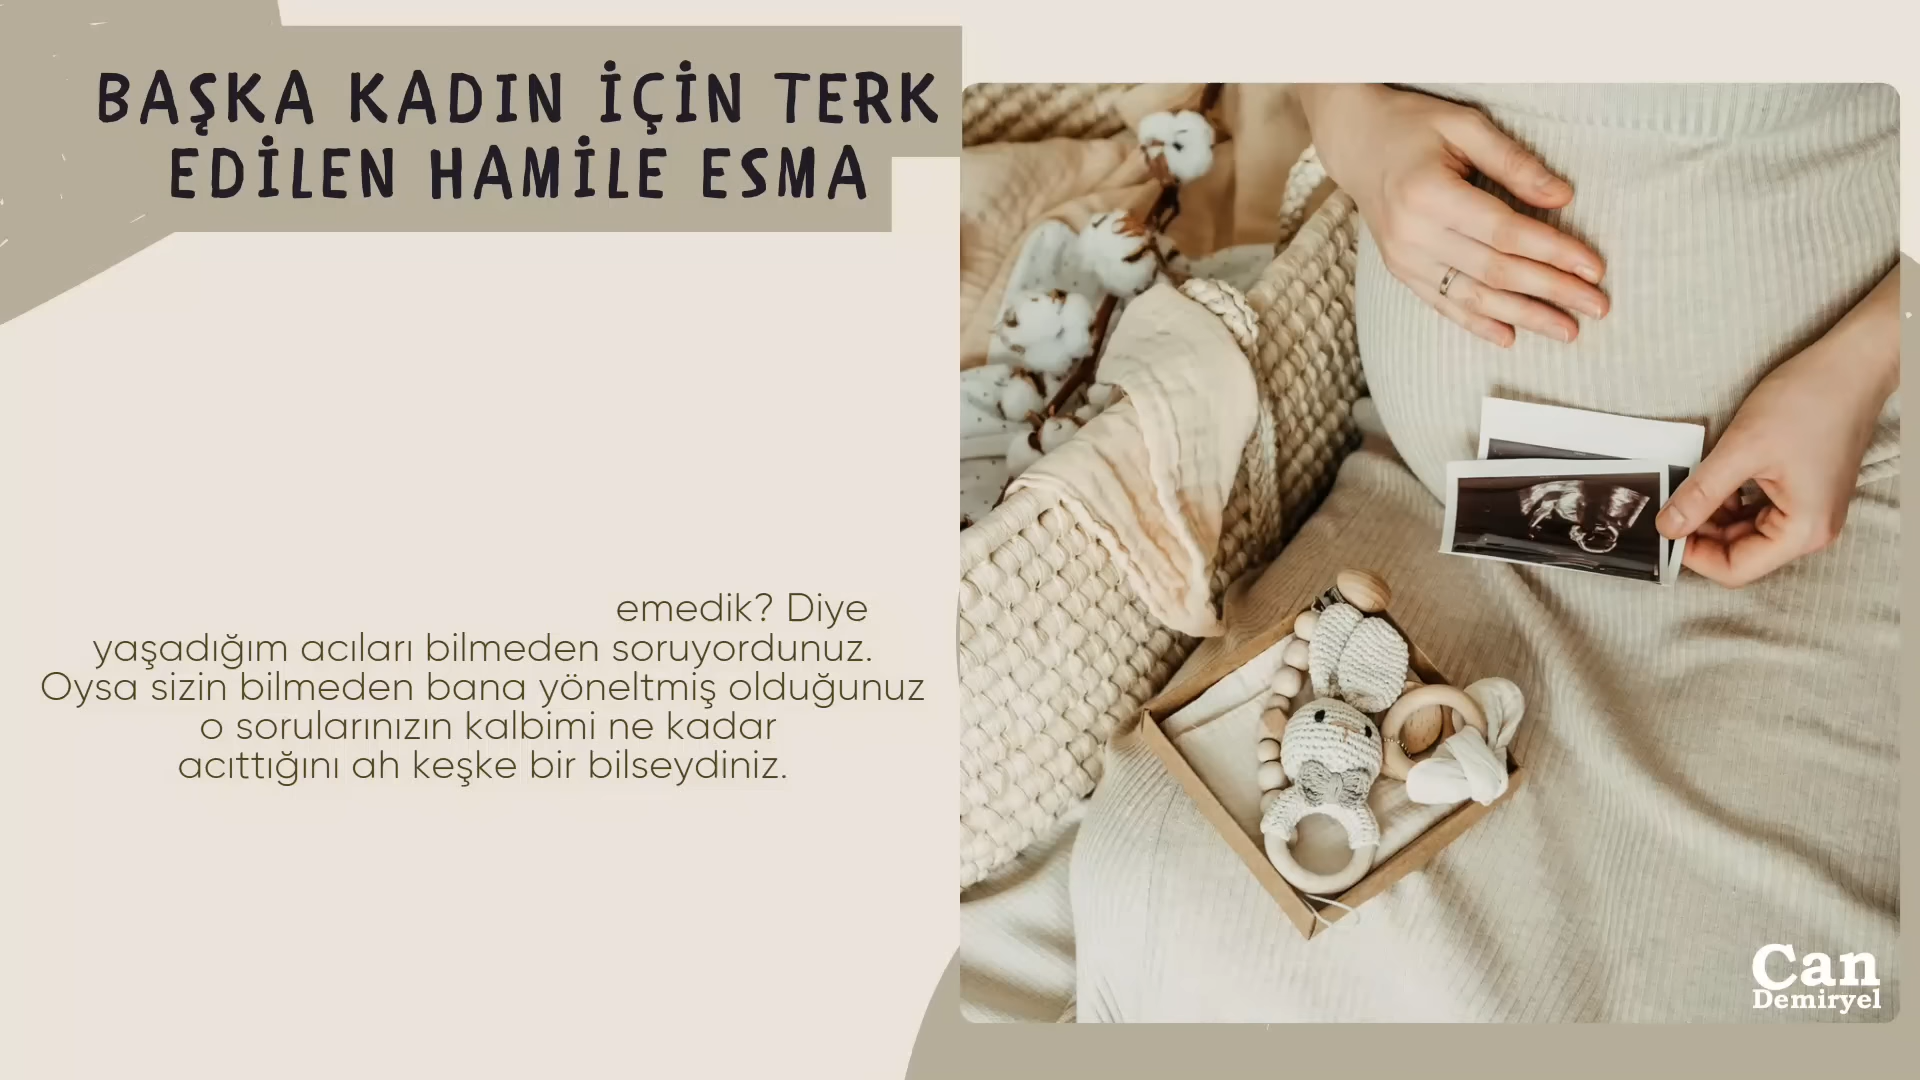 BAŞKA KADIN İÇİN TERK
EDİLEN HAMİLE ESMA
emedik? Diye
yaşadığım acıları bilmeden soruyordunuz.
Oysa sizin bilmeden bana yöneltmiş olduğunuz
o sorularınızın kalbimi ne kadar
acıttığını ah keşke bir bilseydiniz.
Can
Demiryel